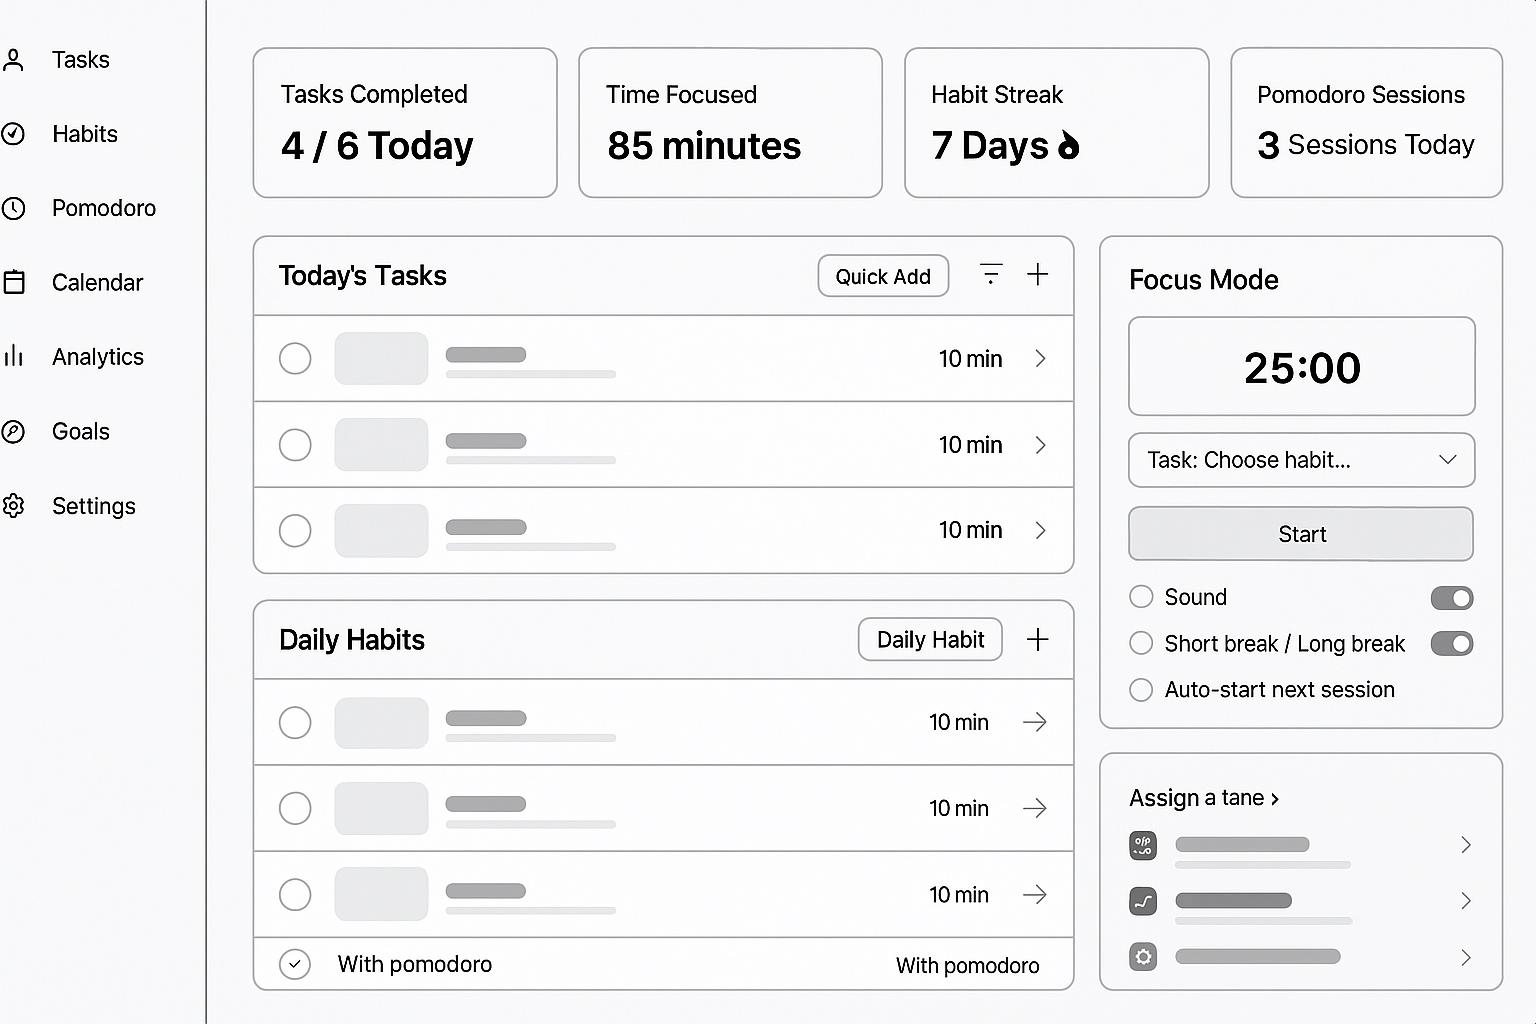 Tasks
Habits
Pomodoro
Calendar
Analytics
Goals
Settings
Tasks Completed
4 / 6 Today
Time Focused
85 minutes
Habit Streak
7 Days
Pomodoro Sessions
3 Sessions Today
Today's Tasks
Quick Add
10 min
10 min
10 min
Daily Habits
Daily Habit
10 min
10 min
10 min
With pomodoro
With pomodoro
Focus Mode
25:00
Task: Choose habit...
Start
Sound
Short break / Long break
Auto-start next session
Assign a tane ›